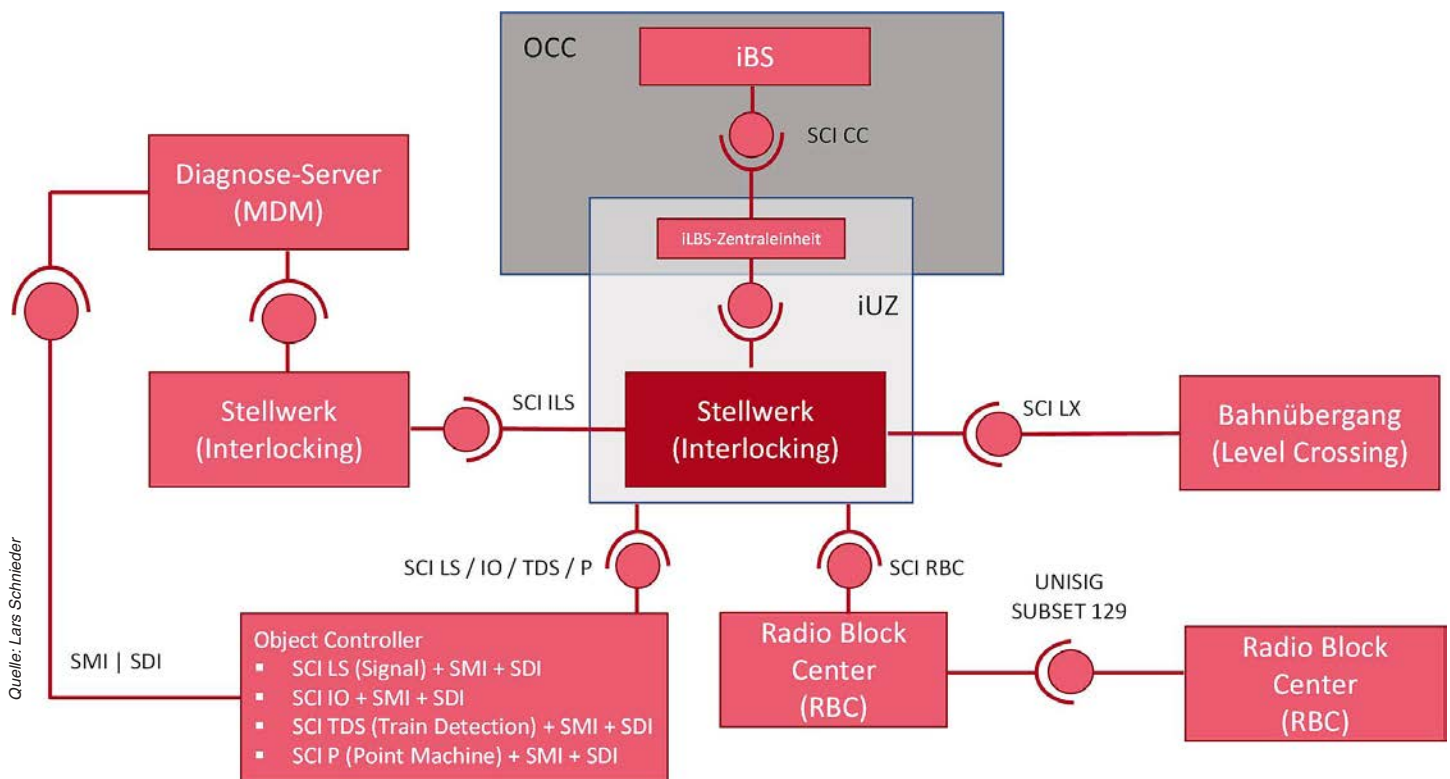 OCC
iBS
SCI CC
Diagnose-Server
(MDM)
iLBS-Zentraleinheit
iUZ
Stellwerk
(Interlocking)
SCI ILS
Stellwerk
(Interlocking)
SCI LX
Bahnübergang
(Level Crossing)
SCI LS / IO / TDS / P
SCI RBC
UNISIG
SUBSET 129
SMI | SDI
Object Controller
▪ SCI LS (Signal) + SMI + SDI
▪ SCI IO + SMI + SDI
▪ SCI TDS (Train Detection) + SMI + SDI
▪ SCI P (Point Machine) + SMI + SDI
Radio Block
Center
(RBC)
Radio Block
Center
(RBC)
Quelle: Lars Schnieder